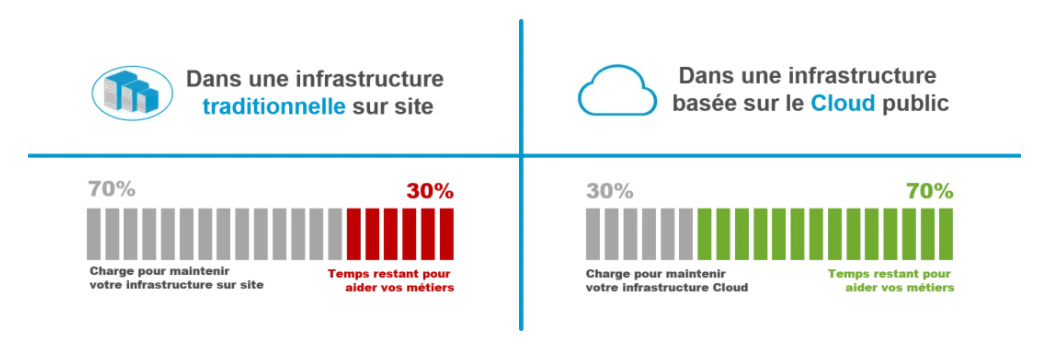 Dans une infrastructure
traditionnelle sur site
Dans une infrastructure
basée sur le Cloud public
70%
30%
Charge pour maintenir
votre infrastructure sur site
Temps restant pour
aider vos métiers
30%
70%
Charge pour maintenir
votre infrastructure Cloud
Temps restant pour
aider vos métiers